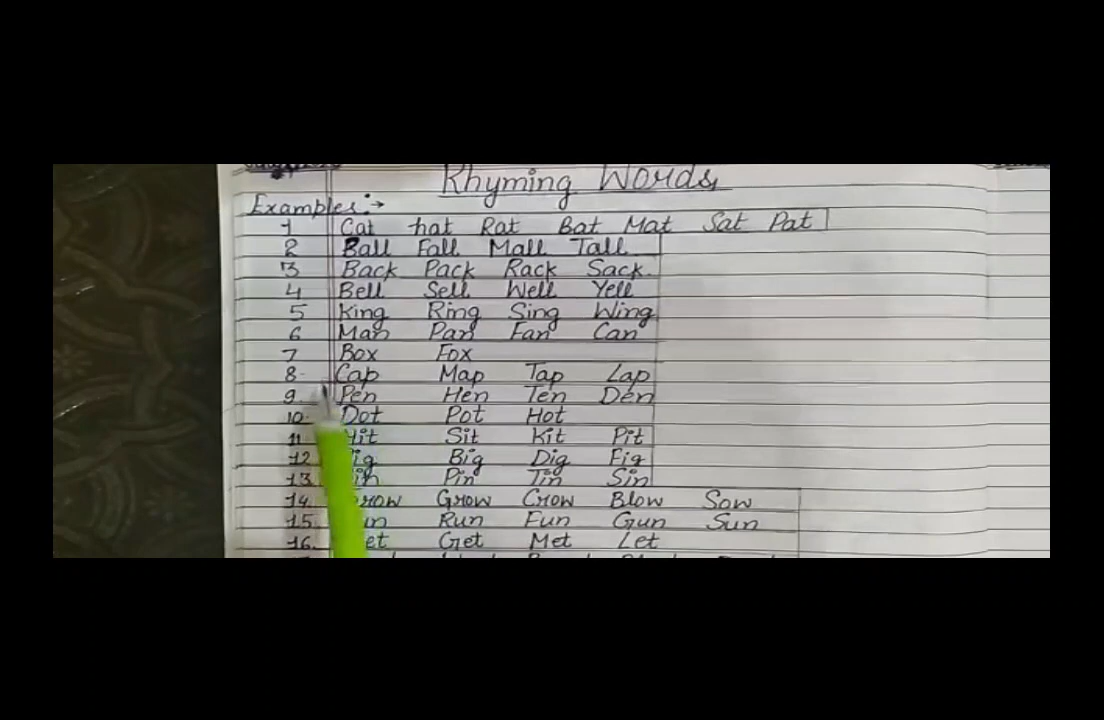 Rhyming Words
Examples:→
1 Cat hat Rat Bat Mat Sat Pat
2 Ball Fall Mall Tall
3 Back Pack Rack Sack
4 Bell Sell Well Yell
5 King Ring Sing Wing
6 Man Pan Fan Can
7 Box Fox
8 Cap Map Tap Lap
9. Pen Hen Ten Den
10. Dot Pot Hot
11 Hit Sit Kit Pit
12 Big Dig Fig
13 Pin Tin Sin
14. Grow Crow Blow Sow
15. Run Fun Gun Sun
16. Get Met Let